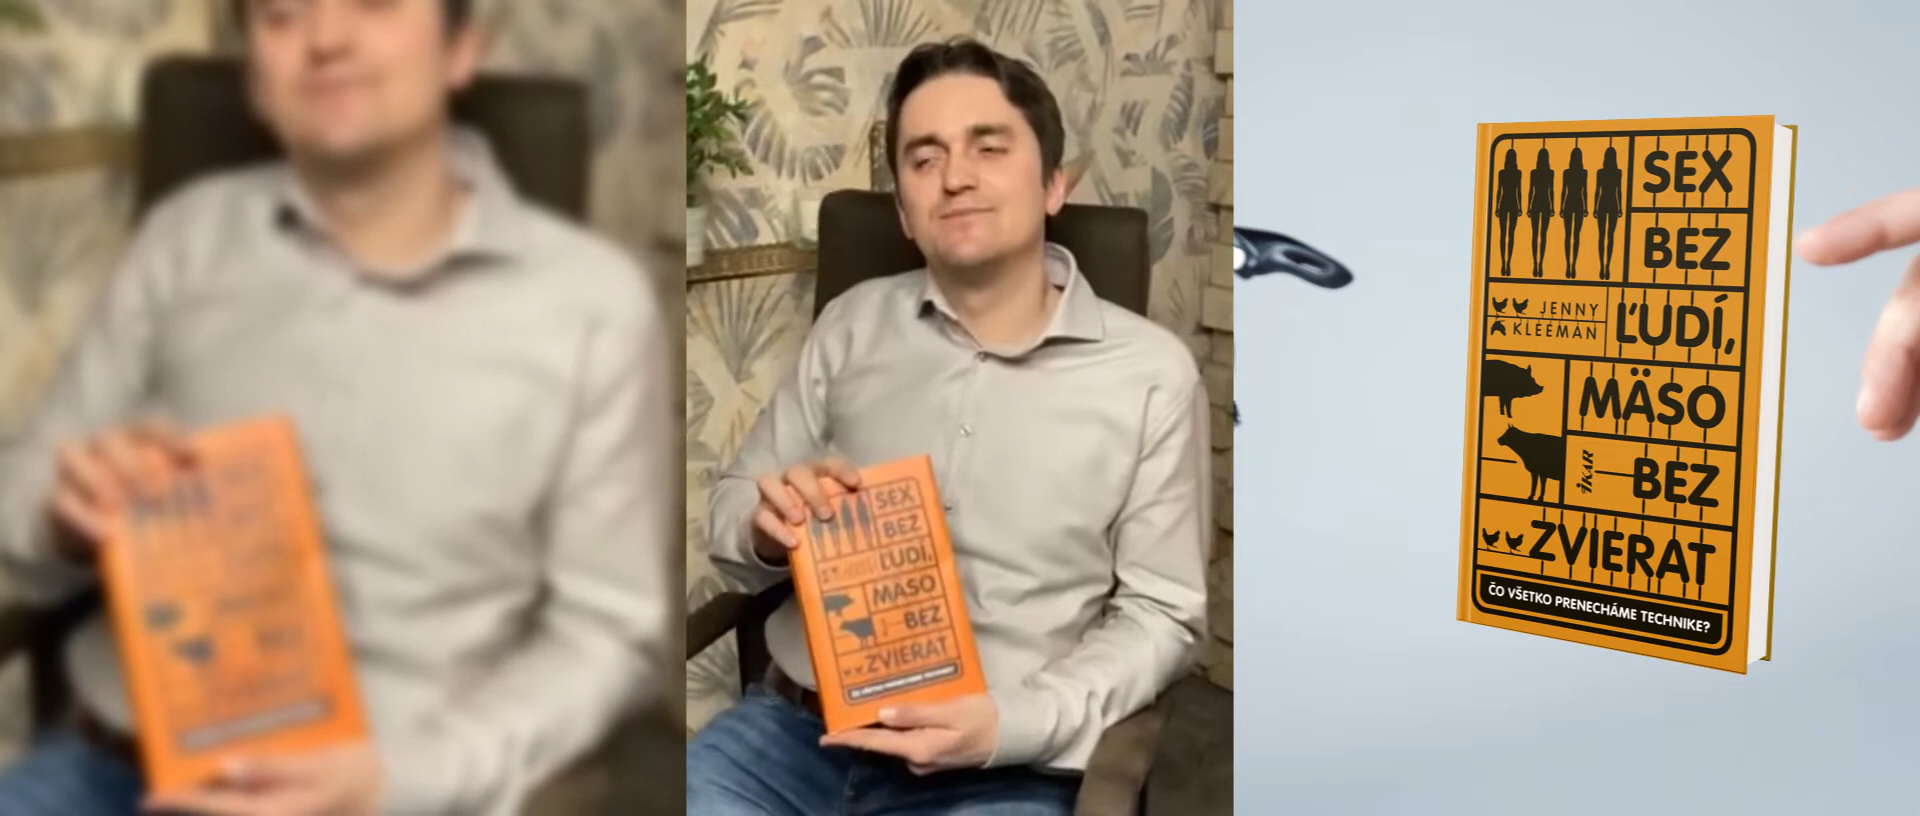 SEX
BEZ
ĽUDÍ,
MÄSO
BEZ
ZVIERAT
SEX
BEZ
JENNY
KLEEMAN
ĽUDÍ,
MÄSO
IKAR
BEZ
ZVIERAT
ČO VŠETKO PRENECHÁME TECHNIKE?